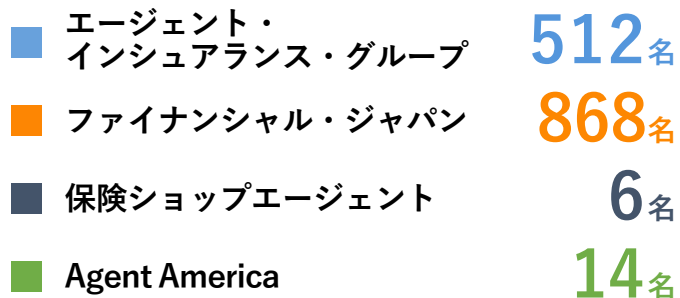 エージェント・
インシュアランス・グループ 512名
ファイナンシャル・ジャパン 868名
保険ショップエージェント 6名
Agent America 14名